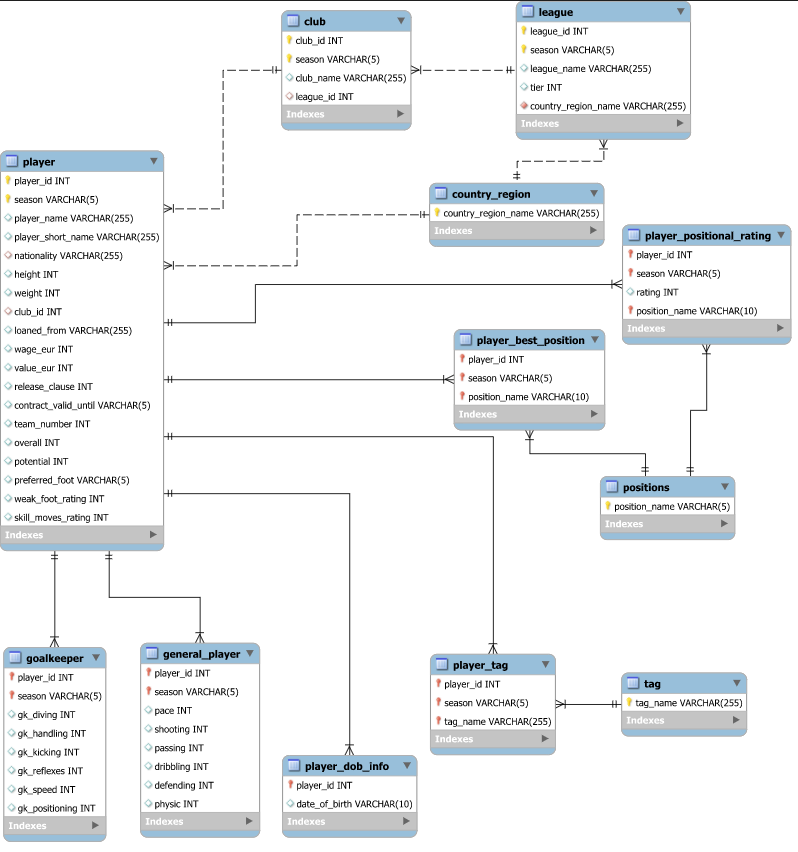 club
club_id INT
season VARCHAR(5)
club_name VARCHAR(255)
league_id INT
Indexes
league
league_id INT
season VARCHAR(5)
league_name VARCHAR(255)
tier INT
country_region_name VARCHAR(255)
Indexes
player
player_id INT
season VARCHAR(5)
player_name VARCHAR(255)
player_short_name VARCHAR(255)
nationality VARCHAR(255)
height INT
weight INT
club_id INT
loaned_from VARCHAR(255)
wage_eur INT
value_eur INT
release_clause INT
contract_valid_until VARCHAR(5)
team_number INT
overall INT
potential INT
preferred_foot VARCHAR(5)
weak_foot_rating INT
skill_moves_rating INT
Indexes
country_region
country_region_name VARCHAR(255)
Indexes
player_positional_rating
player_id INT
season VARCHAR(5)
rating INT
position_name VARCHAR(10)
Indexes
player_best_position
player_id INT
season VARCHAR(5)
position_name VARCHAR(10)
Indexes
positions
position_name VARCHAR(5)
Indexes
goalkeeper
player_id INT
season VARCHAR(5)
gk_diving INT
gk_handling INT
gk_kicking INT
gk_reflexes INT
gk_speed INT
gk_positioning INT
Indexes
general_player
player_id INT
season VARCHAR(5)
pace INT
shooting INT
passing INT
dribbling INT
defending INT
physic INT
Indexes
player_dob_info
player_id INT
date_of_birth VARCHAR(10)
Indexes
player_tag
player_id INT
season VARCHAR(5)
tag_name VARCHAR(255)
Indexes
tag
tag_name VARCHAR(255)
Indexes